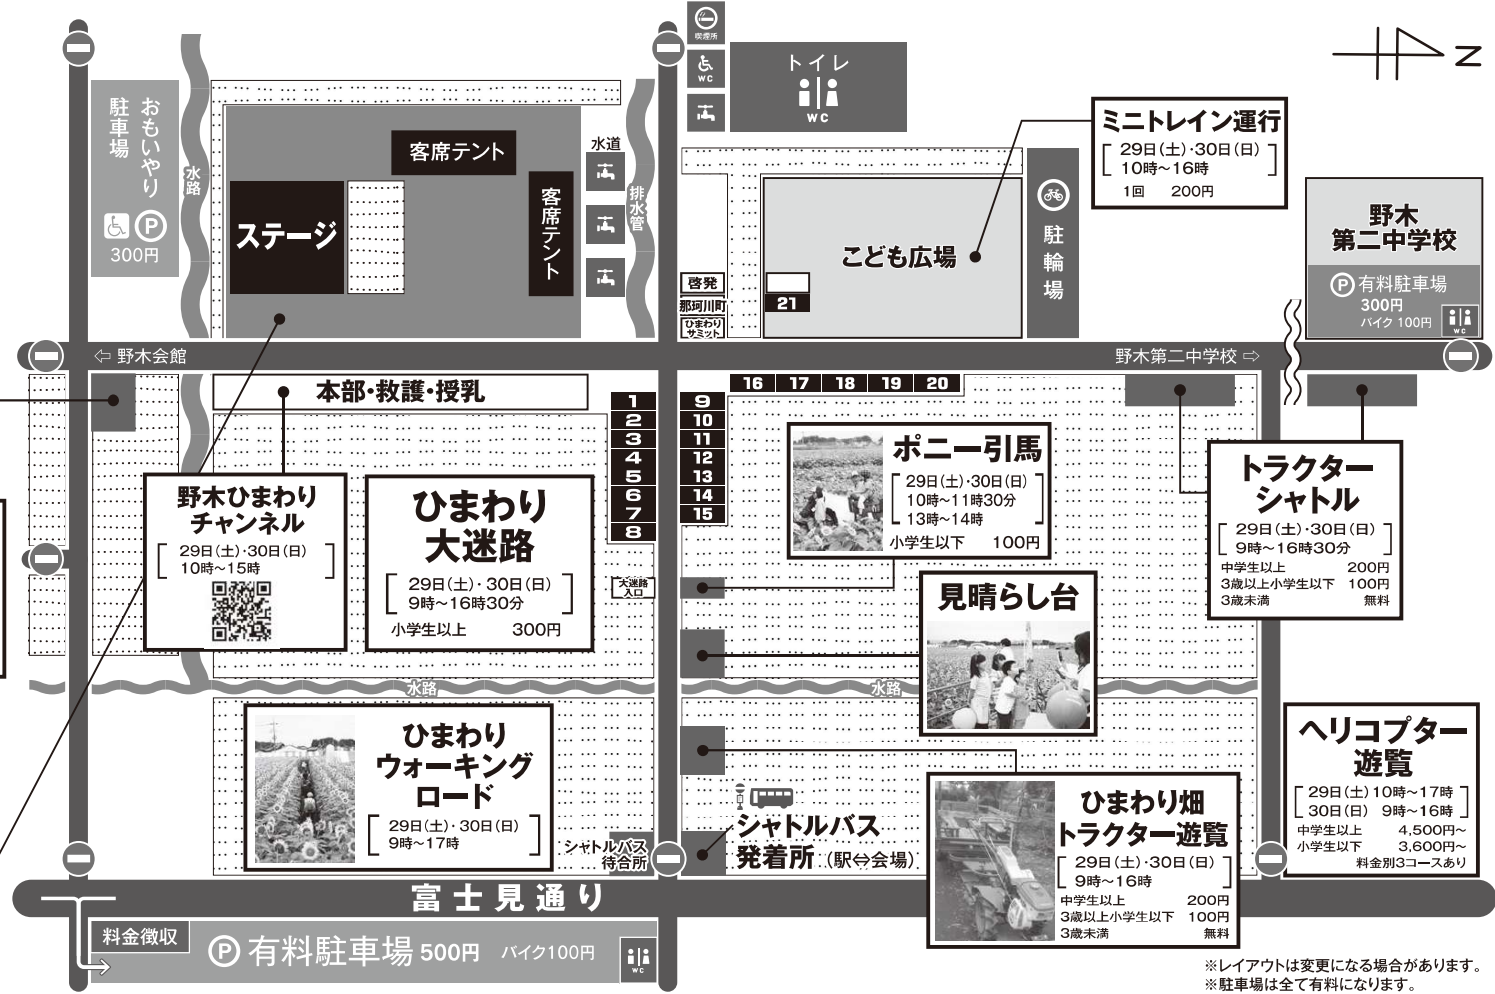 喫煙所
WC
トイレ
WC
N
おもいやり
駐車場
P
300円
水路
客席テント
ステージ
客席テント
水道
排水管
ミニトレイン運行
29日(土)・30日(日)
10時～16時
1回 200円
こども広場
駐輪場
21
啓発
那珂川町
ひまわり
サミット
野木
第二中学校
P 有料駐車場
300円
バイク 100円
WC
⇦ 野木会館
野木第二中学校 ⇨
本部・救護・授乳
1
2
3
4
5
6
7
8
9
10
11
12
13
14
15
16 17 18 19 20
野木ひまわり
チャンネル
29日(土)・30日(日)
10時～15時
ひまわり
大迷路
29日(土)・30日(日)
9時～16時30分
小学生以上 300円
大迷路
入口
ポニー引馬
29日(土)・30日(日)
10時～11時30分
13時～14時
小学生以下 100円
見晴らし台
トラクター
シャトル
29日(土)・30日(日)
9時～16時30分
中学生以上 200円
3歳以上小学生以下 100円
3歳未満 無料
水路
水路
ひまわり
ウォーキング
ロード
29日(土)・30日(日)
9時～17時
シャトルバス
待合所
シャトルバス
発着所（駅⇔会場）
ひまわり畑
トラクター遊覧
29日(土)・30日(日)
9時～16時
中学生以上 200円
3歳以上小学生以下 100円
3歳未満 無料
ヘリコプター
遊覧
29日(土) 10時～17時
30日(日) 9時～16時
中学生以上 4,500円～
小学生以下 3,600円～
料金別3コースあり
富士見通り
料金徴収
P 有料駐車場 500円 バイク100円
WC
※レイアウトは変更になる場合があります。
※駐車場は全て有料になります。